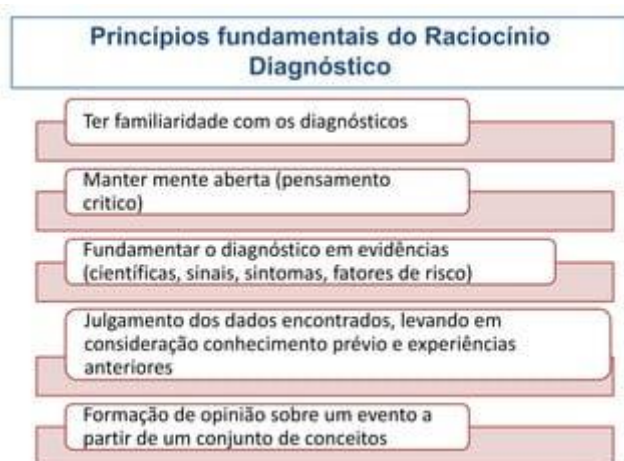 Princípios fundamentais do Raciocínio
Diagnóstico
Ter familiaridade com os diagnósticos
Manter mente aberta (pensamento
critico)
Fundamentar o diagnóstico em evidências
(científicas, sinais, sintomas, fatores de risco)
Julgamento dos dados encontrados, levando em
consideração conhecimento prévio e experiências
anteriores
Formação de opinião sobre um evento a
partir de um conjunto de conceitos